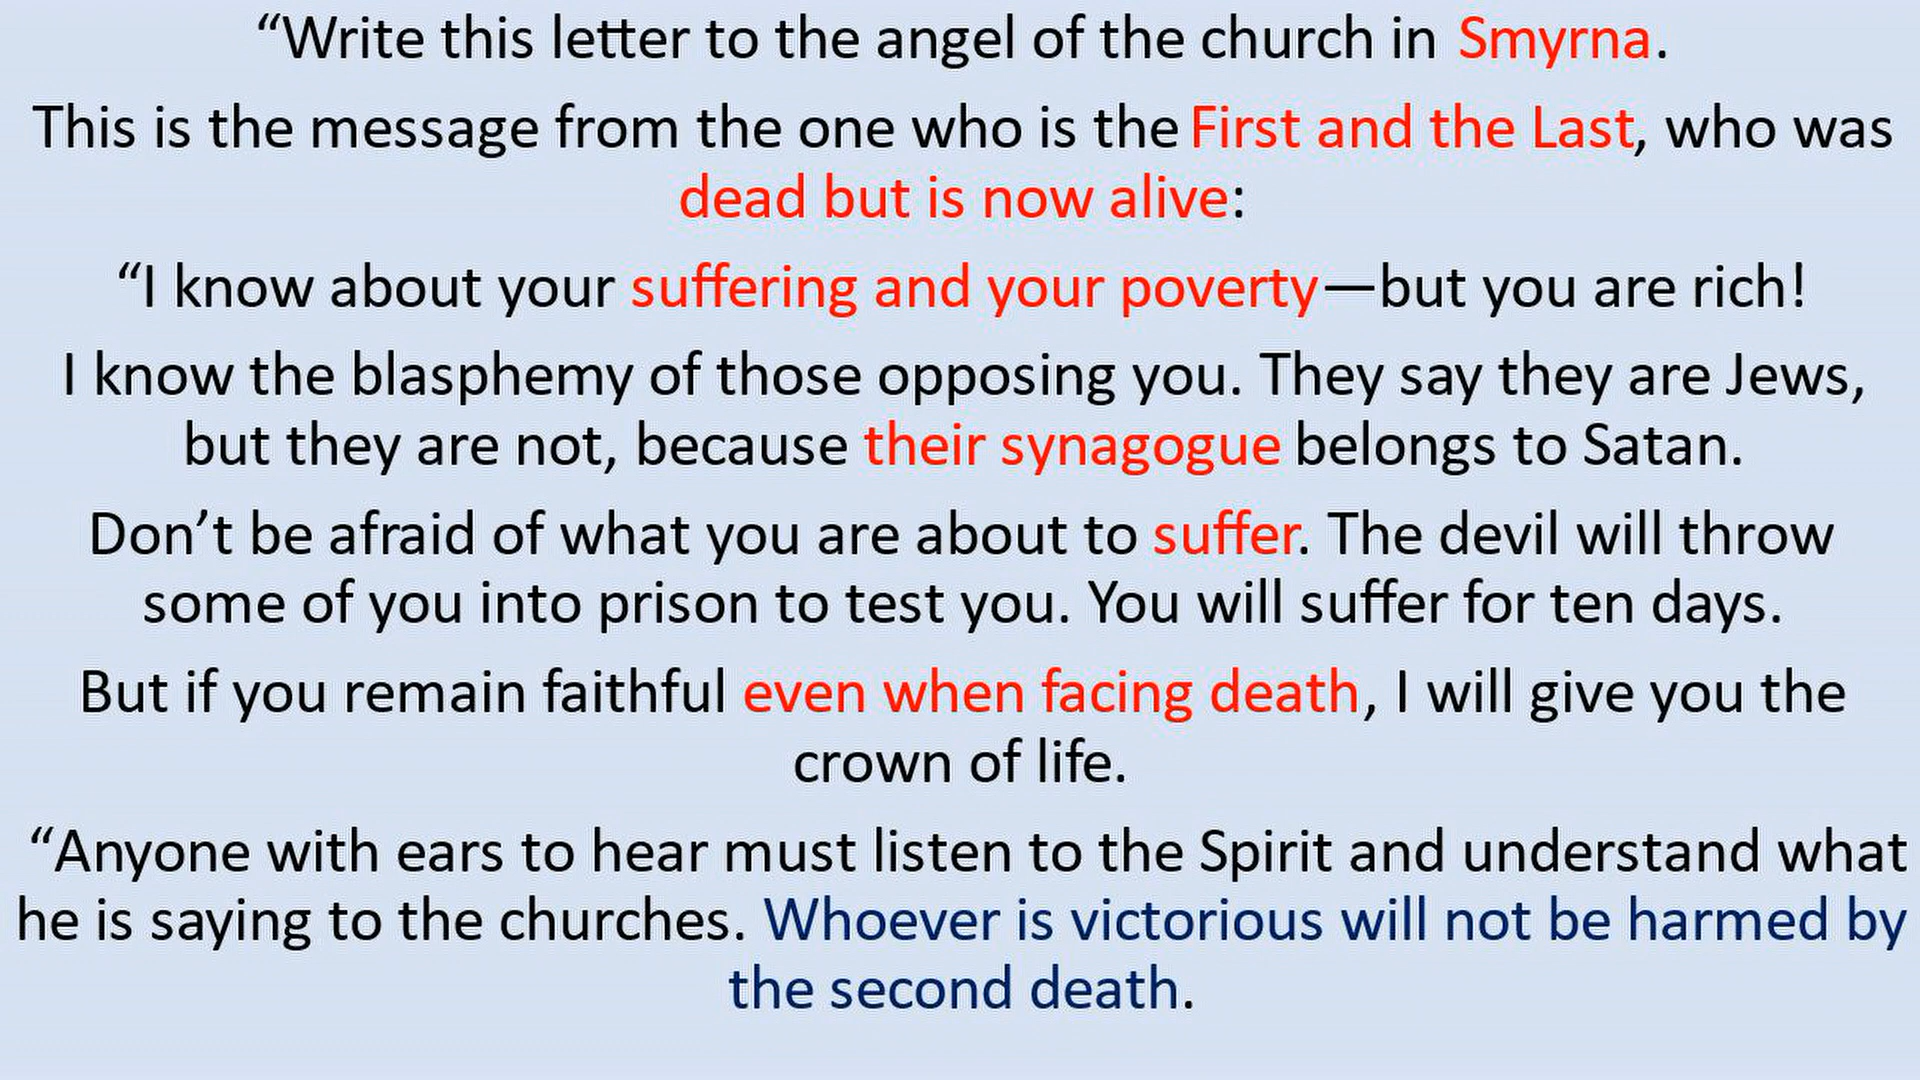 “Write this letter to the angel of the church in Smyrna.
This is the message from the one who is the First and the Last, who was
dead but is now alive:
“I know about your suffering and your poverty—but you are rich!
I know the blasphemy of those opposing you. They say they are Jews,
but they are not, because their synagogue belongs to Satan.
Don’t be afraid of what you are about to suffer. The devil will throw
some of you into prison to test you. You will suffer for ten days.
But if you remain faithful even when facing death, I will give you the
crown of life.
“Anyone with ears to hear must listen to the Spirit and understand what
he is saying to the churches. Whoever is victorious will not be harmed by
the second death.